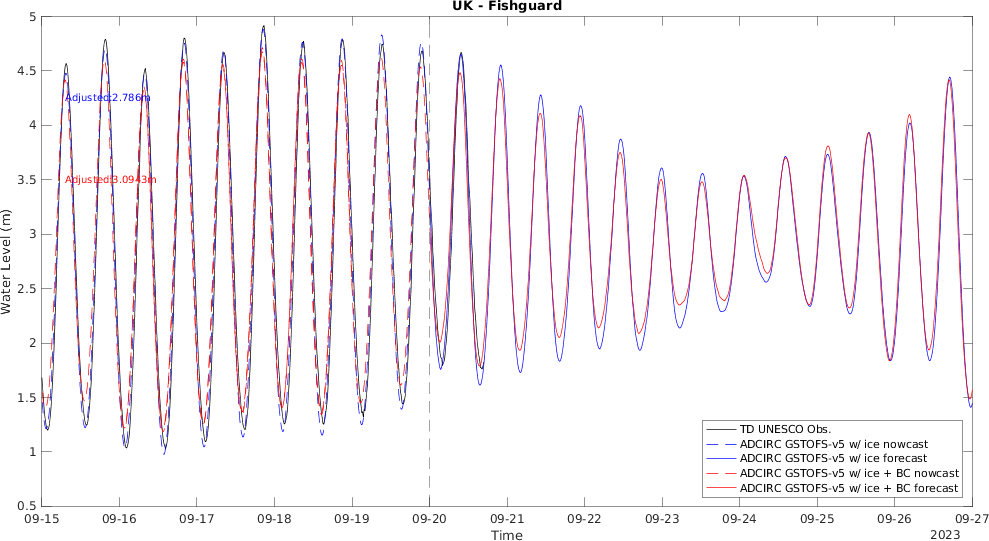 UK - Fishguard
5
4.5
4
3.5
3
2.5
2
1.5
1
0.5
Water Level (m)
Adjusted:2.786m
Adjusted:3.0943m
TD UNESCO Obs.
ADCIRC GSTOFS-v5 w/ ice nowcast
ADCIRC GSTOFS-v5 w/ ice forecast
ADCIRC GSTOFS-v5 w/ ice + BC nowcast
ADCIRC GSTOFS-v5 w/ ice + BC forecast
09-15 09-16 09-17 09-18 09-19 09-20 09-21 09-22 09-23 09-24 09-25 09-26 09-27
Time
2023